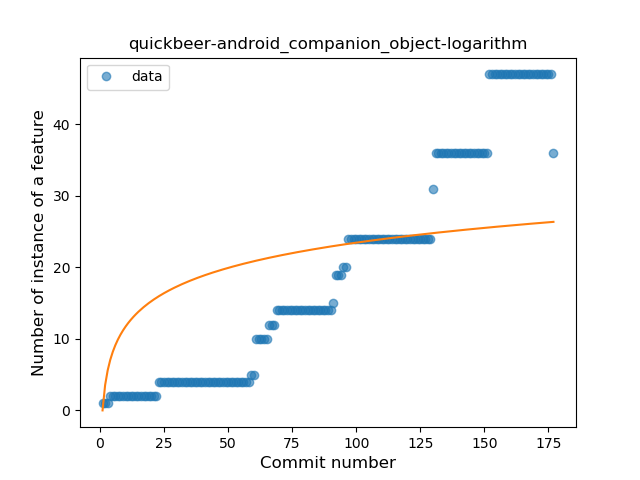 quickbeer-android_companion_object-logarithm
data
Number of instance of a feature
40
30
20
10
0
0 25 50 75 100 125 150 175
Commit number